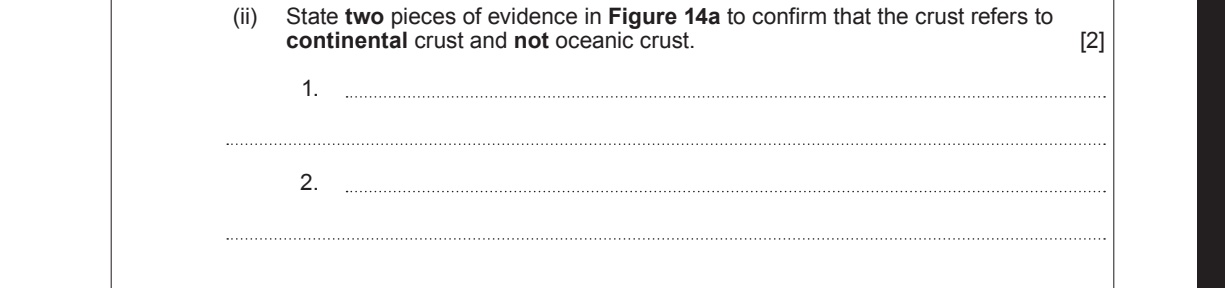 (ii) State two pieces of evidence in Figure 14a to confirm that the crust refers to
continental crust and not oceanic crust. [2]
1.
2.